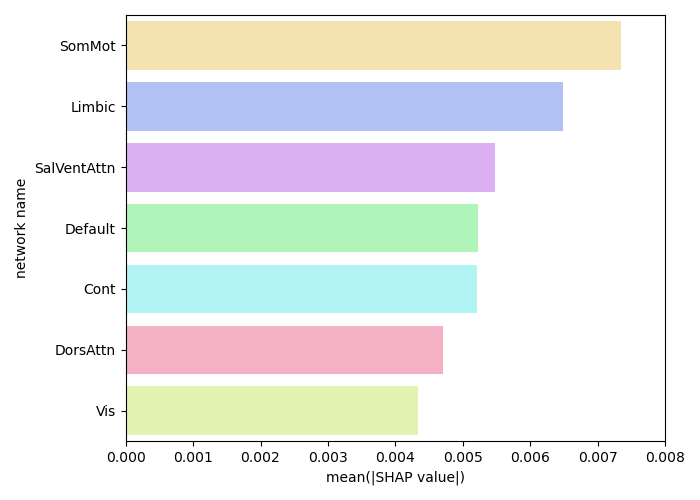 SomMot
Limbic
SalVentAttn
Default
Cont
DorsAttn
Vis
network name
0.000 0.001 0.002 0.003 0.004 0.005 0.006 0.007 0.008
mean(|SHAP value|)